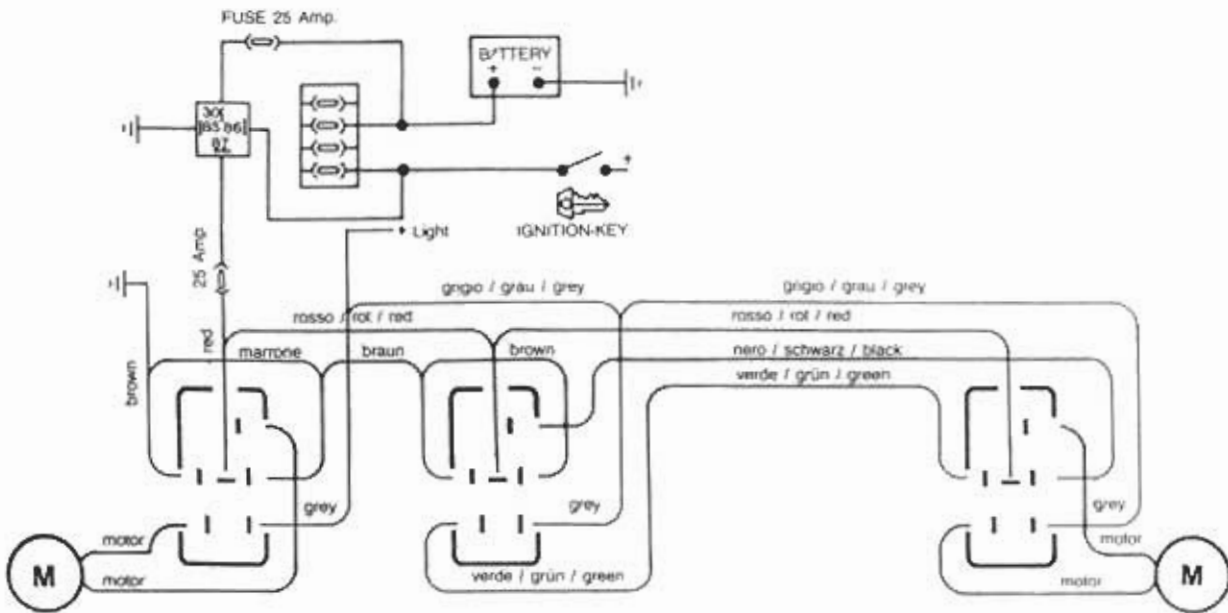 FUSE 25 Amp.
BATTERY
+ −
30
85 86
87
+
+ Light
IGNITION-KEY
25 Amp
red
brown
grigio / grau / grey
grigio / grau / grey
rosso / rot / red
rosso / rot / red
marrone
braun
brown
nero / schwarz / black
verde / grün / green
grey
grey
grey
motor
motor
M
verde / grün / green
motor
motor
M